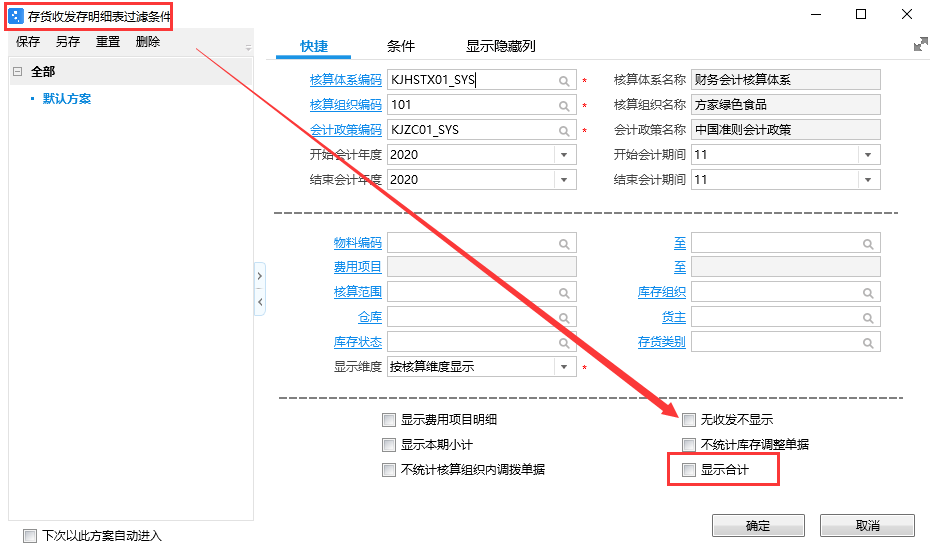 存货收发存明细表过滤条件
保存 另存 重置 删除
全部
默认方案
下次以此方案自动进入
快捷 条件 显示隐藏列
核算体系编码 KJHSTX01_SYS * 核算体系名称 财务会计核算体系
核算组织编码 101 * 核算组织名称 方家绿色食品
会计政策编码 KJZC01_SYS * 会计政策名称 中国准则会计政策
开始会计年度 2020 开始会计期间 11
结束会计年度 2020 结束会计期间 11
物料编码 至
费用项目 至
核算范围 库存组织
仓库 货主
库存状态 存货类别
显示维度 按核算维度显示 *
显示费用项目明细 无收发不显示
显示本期小计 不统计库存调整单据
不统计核算组织内调拨单据 显示合计
确定 取消